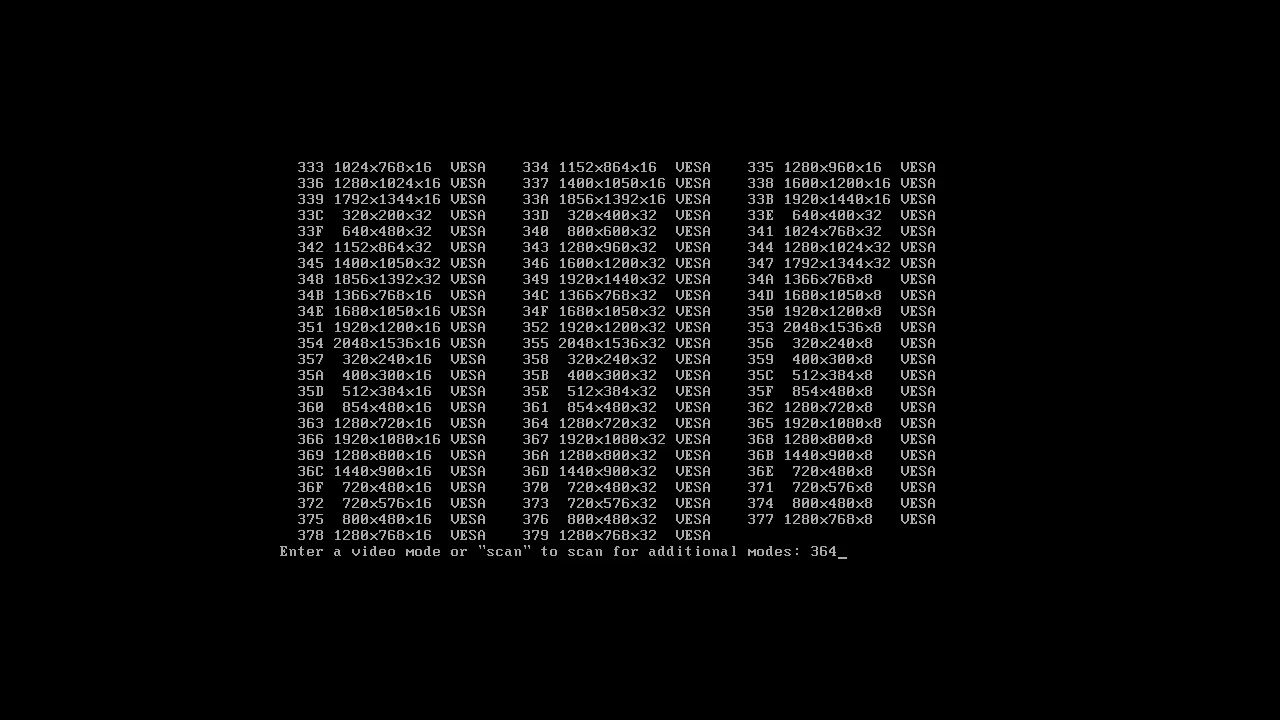 333 1024x768x16  VESA    334 1152x864x16  VESA    335 1280x960x16  VESA
336 1280x1024x16 VESA    337 1400x1050x16 VESA    338 1600x1200x16 VESA
339 1792x1344x16 VESA    33A 1856x1392x16 VESA    33B 1920x1440x16 VESA
33C  320x200x32  VESA    33D  320x400x32  VESA    33E  640x400x32  VESA
33F  640x480x32  VESA    340  800x600x32  VESA    341 1024x768x32  VESA
342 1152x864x32  VESA    343 1280x960x32  VESA    344 1280x1024x32 VESA
345 1400x1050x32 VESA    346 1600x1200x32 VESA    347 1792x1344x32 VESA
348 1856x1392x32 VESA    349 1920x1440x32 VESA    34A 1366x768x8   VESA
34B 1366x768x16  VESA    34C 1366x768x32  VESA    34D 1680x1050x8  VESA
34E 1680x1050x16 VESA    34F 1680x1050x32 VESA    350 1920x1200x8  VESA
351 1920x1200x16 VESA    352 1920x1200x32 VESA    353 2048x1536x8  VESA
354 2048x1536x16 VESA    355 2048x1536x32 VESA    356  320x240x8   VESA
357  320x240x16  VESA    358  320x240x32  VESA    359  400x300x8   VESA
35A  400x300x16  VESA    35B  400x300x32  VESA    35C  512x384x8   VESA
35D  512x384x16  VESA    35E  512x384x32  VESA    35F  854x480x8   VESA
360  854x480x16  VESA    361  854x480x32  VESA    362 1280x720x8   VESA
363 1280x720x16  VESA    364 1280x720x32  VESA    365 1920x1080x8  VESA
366 1920x1080x16 VESA    367 1920x1080x32 VESA    368 1280x800x8   VESA
369 1280x800x16  VESA    36A 1280x800x32  VESA    36B 1440x900x8   VESA
36C 1440x900x16  VESA    36D 1440x900x32  VESA    36E  720x480x8   VESA
36F  720x480x16  VESA    370  720x480x32  VESA    371  720x576x8   VESA
372  720x576x16  VESA    373  720x576x32  VESA    374  800x480x8   VESA
375  800x480x16  VESA    376  800x480x32  VESA    377 1280x768x8   VESA
378 1280x768x16  VESA    379 1280x768x32  VESA
Enter a video mode or "scan" to scan for additional modes: 364_